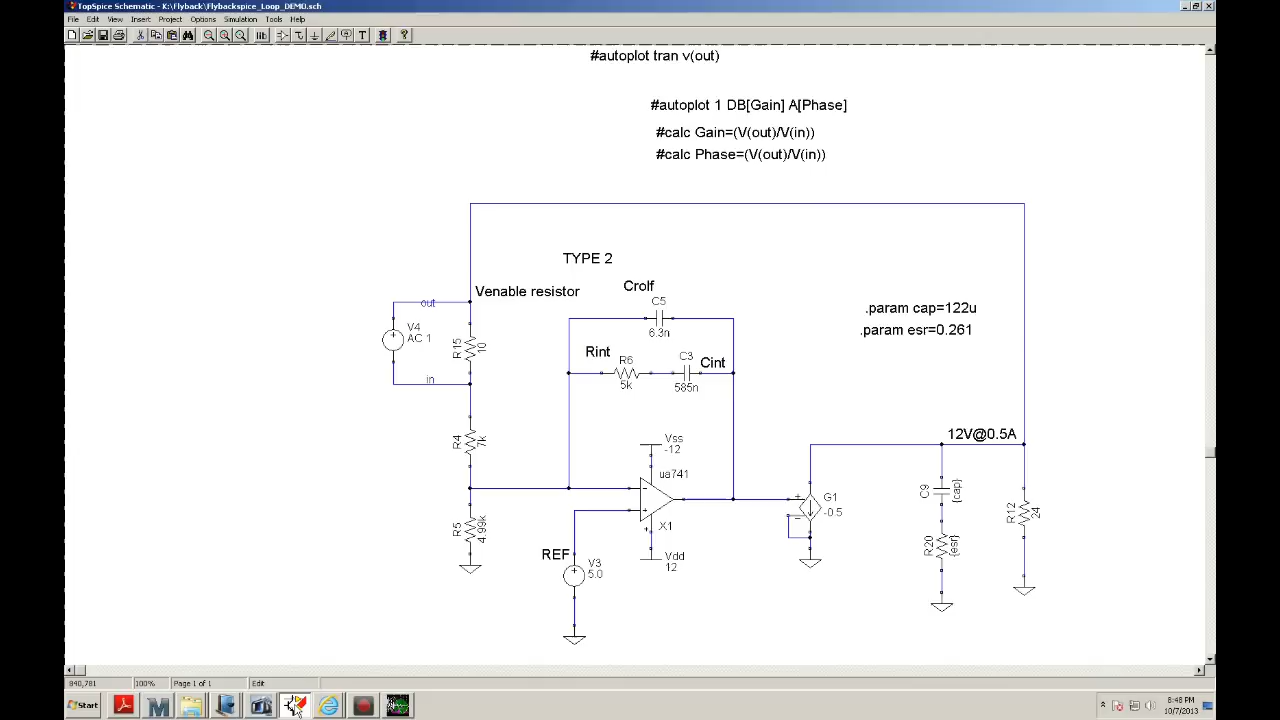 TopSpice Schematic - K:\Flyback\Flybackspice_Loop_DEMO.sch
File Edit View Insert Project Options Simulation Tools Help
#autoplot tran v(out)
#autoplot 1 DB[Gain] A[Phase]
#calc Gain=(V(out)/V(in))
#calc Phase=(V(out)/V(in))
TYPE 2
Venable resistor
out
Crolf
C5
6.3n
.param cap=122u
.param esr=0.261
V4
AC 1
R15
10
Rint
R6
5k
C3
585n
Cint
in
R4
7k
Vss
-12
ua741
12V@0.5A
C9
{cap}
G1
-0.5
R12
24
R5
4.99k
X1
REF
V3
5.0
Vdd
12
R20
{esr}
840,781 100% Page 1 of 1 Edit
Start
8:48 PM
10/7/2013